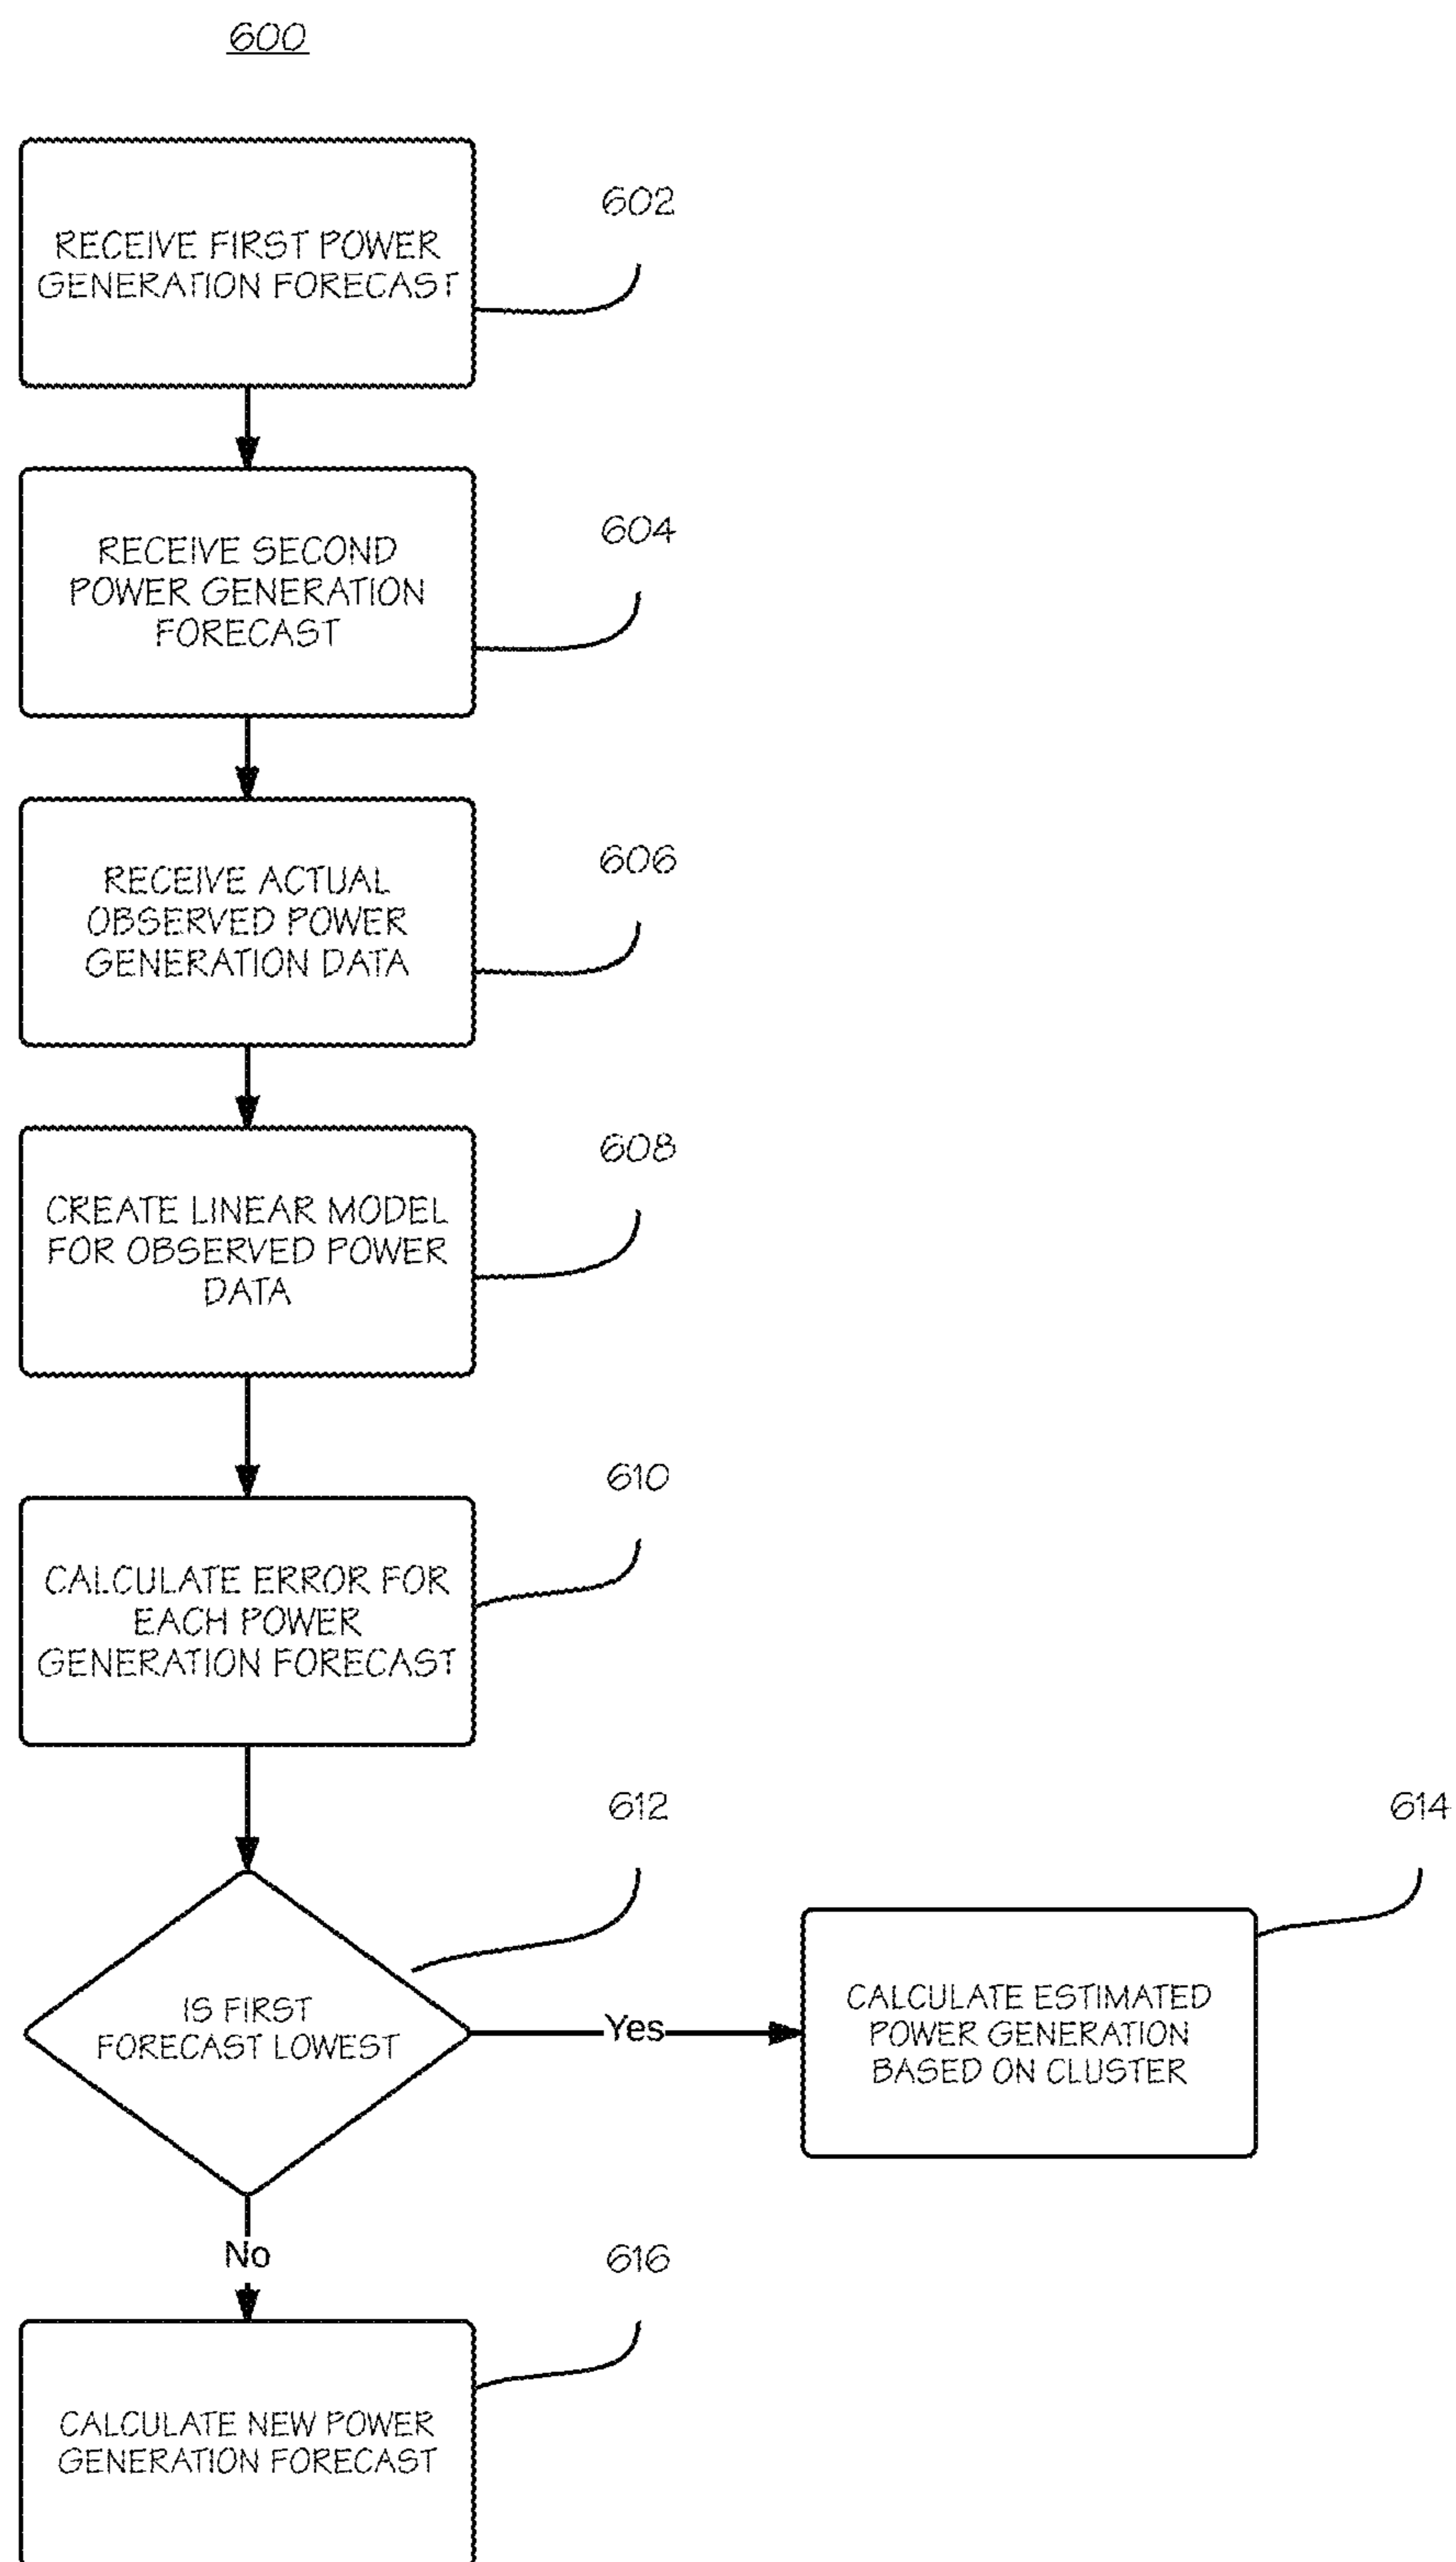 600
602
RECEIVE FIRST POWER
GENERATION FORECAST
604
RECEIVE SECOND
POWER GENERATION
FORECAST
606
RECEIVE ACTUAL
OBSERVED POWER
GENERATION DATA
608
CREATE LINEAR MODEL
FOR OBSERVED POWER
DATA
610
CALCULATE ERROR FOR
EACH POWER
GENERATION FORECAST
612
614
IS FIRST
FORECAST LOWEST
Yes
CALCULATE ESTIMATED
POWER GENERATION
BASED ON CLUSTER
No
616
CALCULATE NEW POWER
GENERATION FORECAST